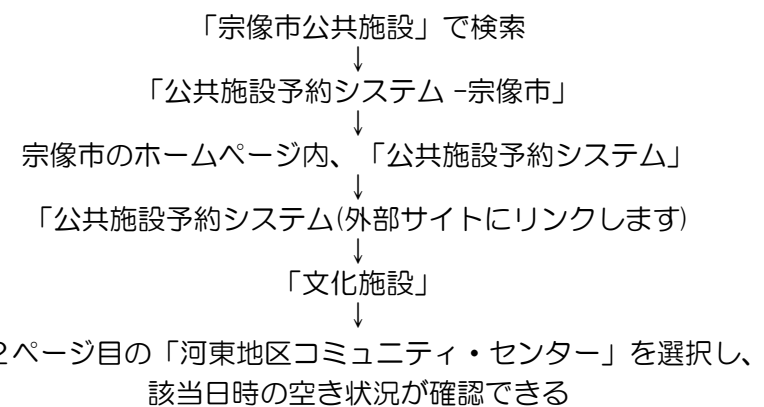 「宗像市公共施設」で検索
↓
「公共施設予約システム -宗像市」
↓
宗像市のホームページ内、「公共施設予約システム」
↓
「公共施設予約システム(外部サイトにリンクします)
↓
「文化施設」
↓
2ページ目の「河東地区コミュニティ・センター」を選択し、
該当日時の空き状況が確認できる